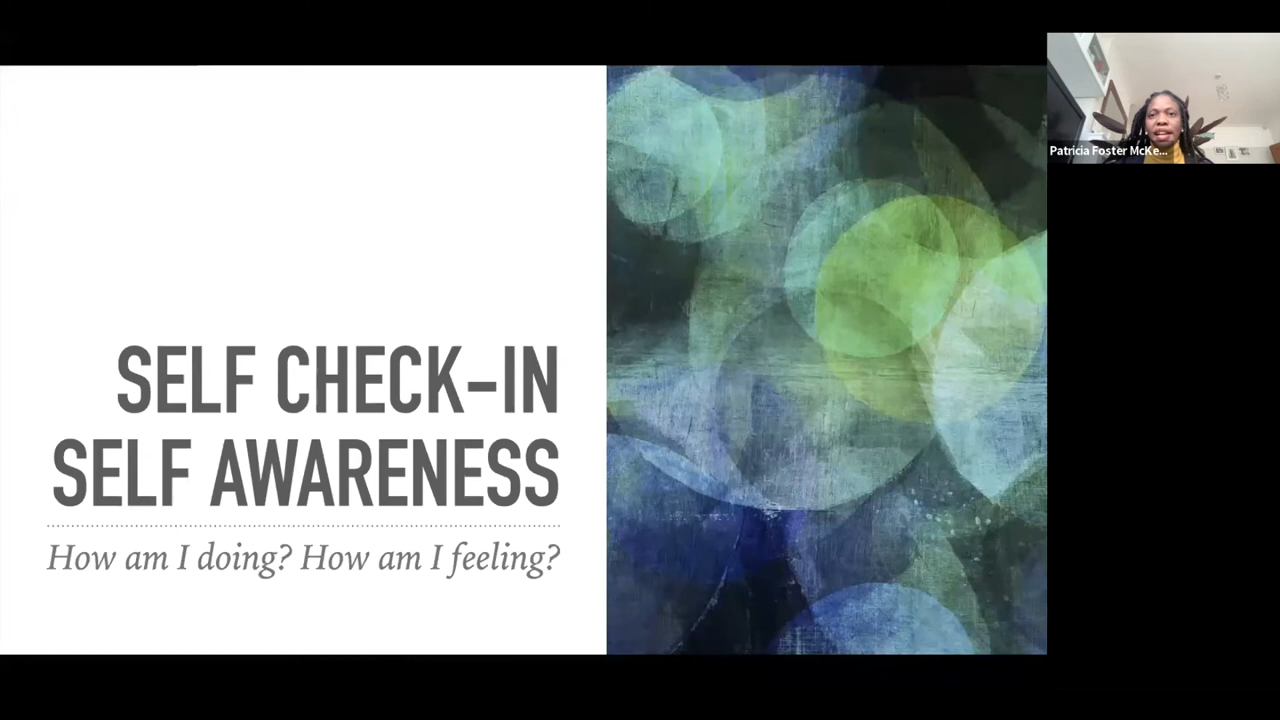 SELF CHECK-IN
SELF AWARENESS
How am I doing? How am I feeling?
Patricia Foster McKe...